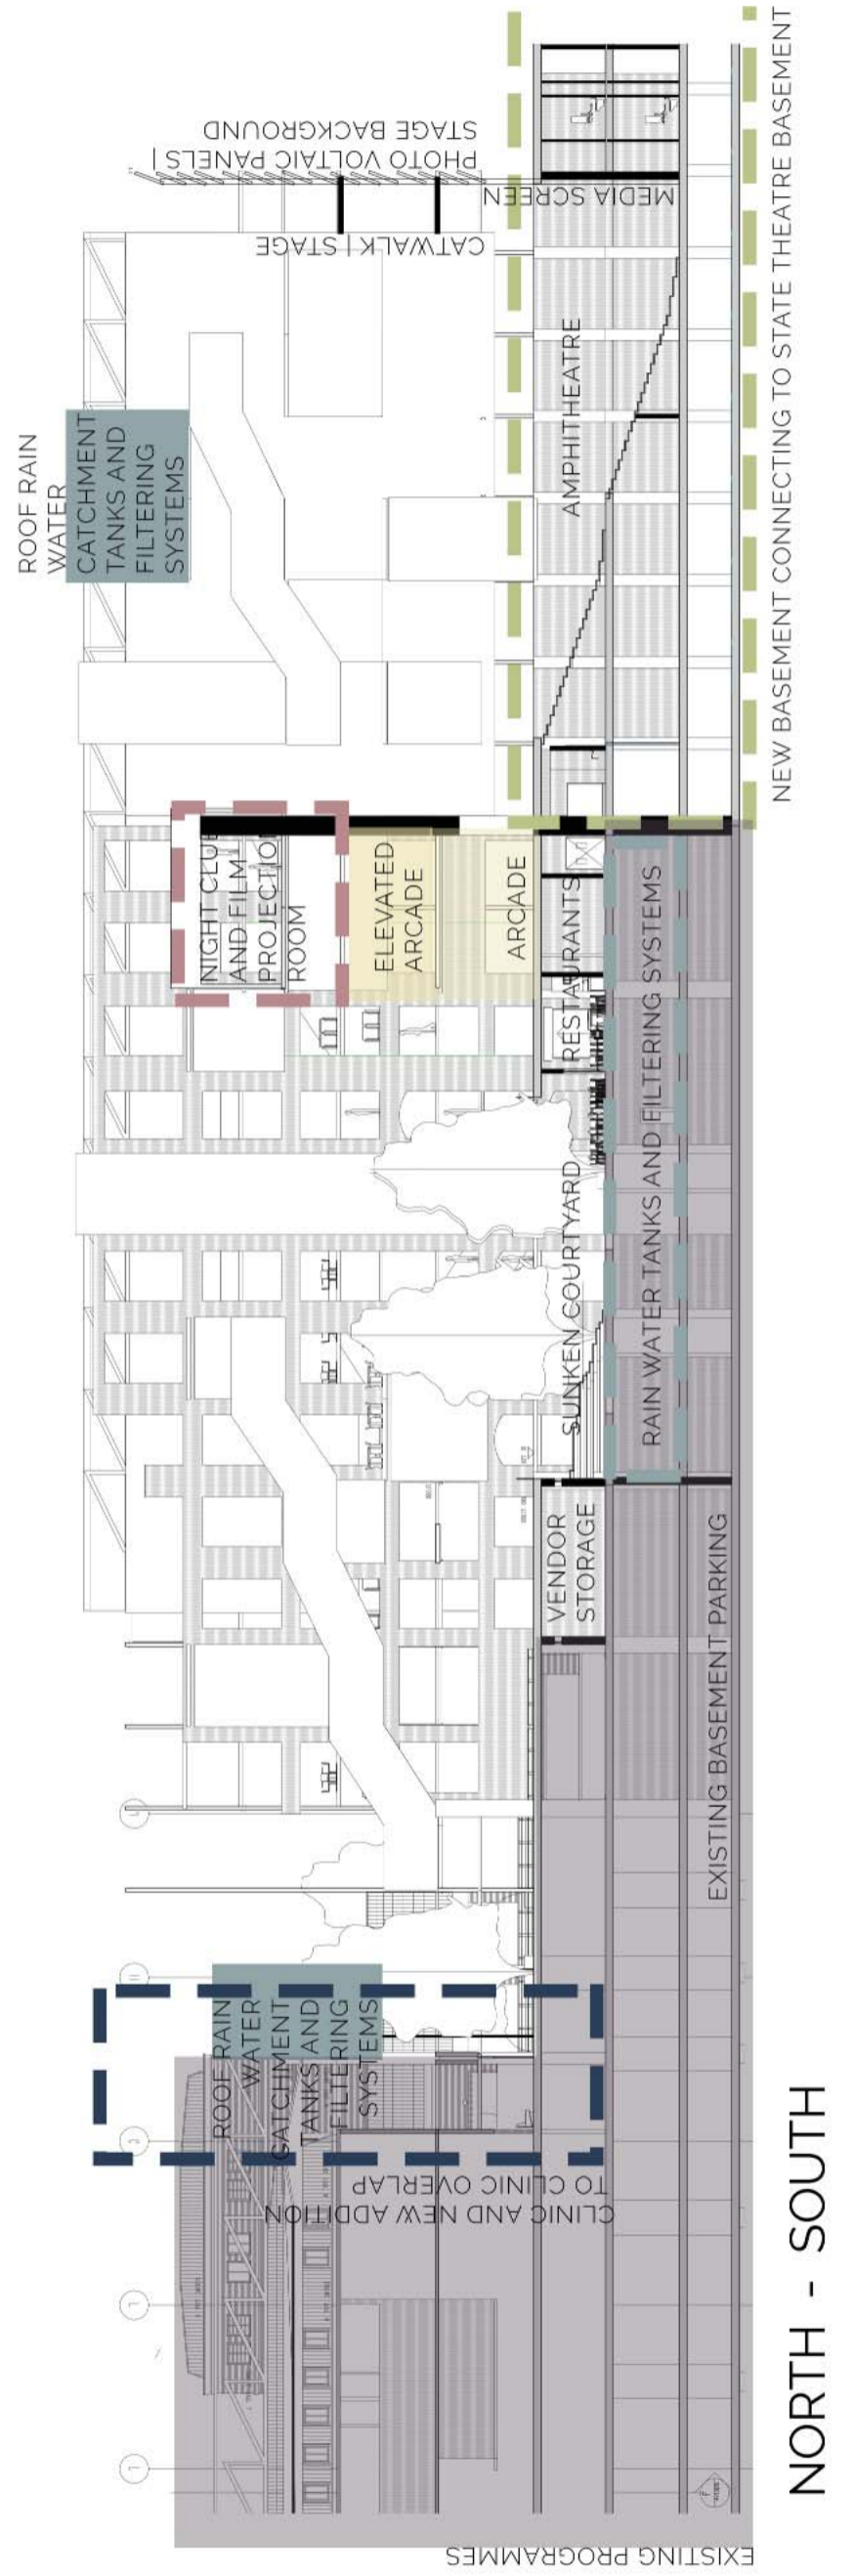 ROOF RAIN
WATER
CATCHMENT
TANKS AND
FILTERING
SYSTEMS
PHOTO VOLTAIC PANELS |
STAGE BACKGROUND
CATWALK | STAGE
MEDIA SCREEN
AMPHITHEATRE
NEW BASEMENT CONNECTING TO STATE THEATRE BASEMENT
NIGHT CLUB
AND FILM
PROJECTION
ROOM
ELEVATED
ARCADE
ARCADE
RESTAURANTS
SUNKEN COURTYARD
RAIN WATER TANKS AND FILTERING SYSTEMS
VENDOR
STORAGE
EXISTING BASEMENT PARKING
ROOF RAIN
WATER
CATCHMENT
TANKS AND
FILTERING
SYSTEMS
CLINIC AND NEW ADDITION
TO CLINIC OVERLAP
EXISTING PROGRAMMES
NORTH - SOUTH